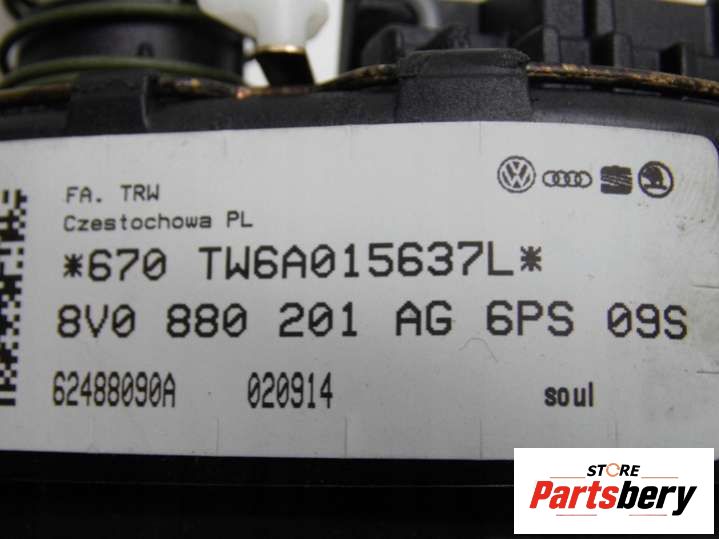 FA. TRW
Czestochowa PL
*670 TW6A015637L*
8V0 880 201 AG 6PS 09S
62488090A 020914 soul
STORE
Partsbery